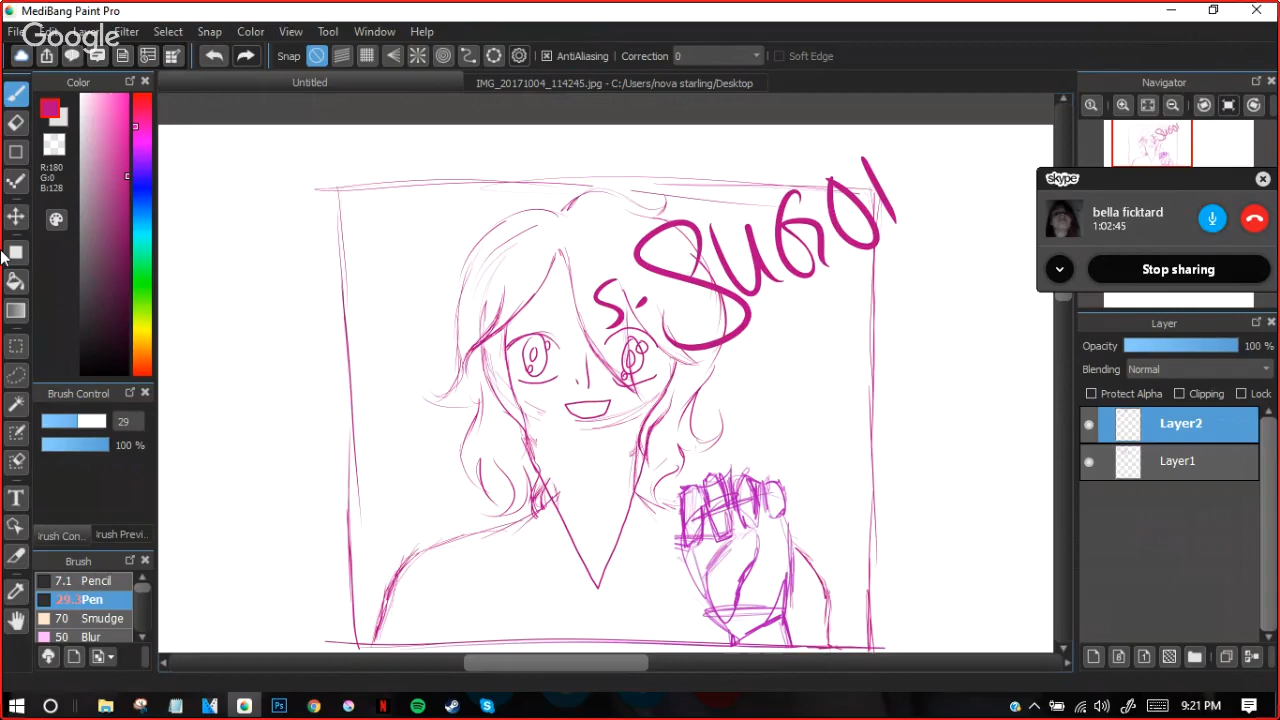 MediBang Paint Pro
File Edit Layer Filter Select Snap Color View Tool Window Help
Google
Snap AntiAliasing Correction 0 Soft Edge
Color Untitled IMG_20171004_114245.jpg - C:/Users/nova starling/Desktop Navigator
R:180
G:0
B:128
S. SUGOI
skype
bella ficktard
1:02:45
Stop sharing
Layer
Opacity 100 %
Blending Normal
Protect Alpha Clipping Lock
Layer2
Layer1
Brush Control
29
100 %
rush Con.. rush Previ..
Brush
7.1 Pencil
29.3 Pen
70 Smudge
50 Blur
9:21 PM